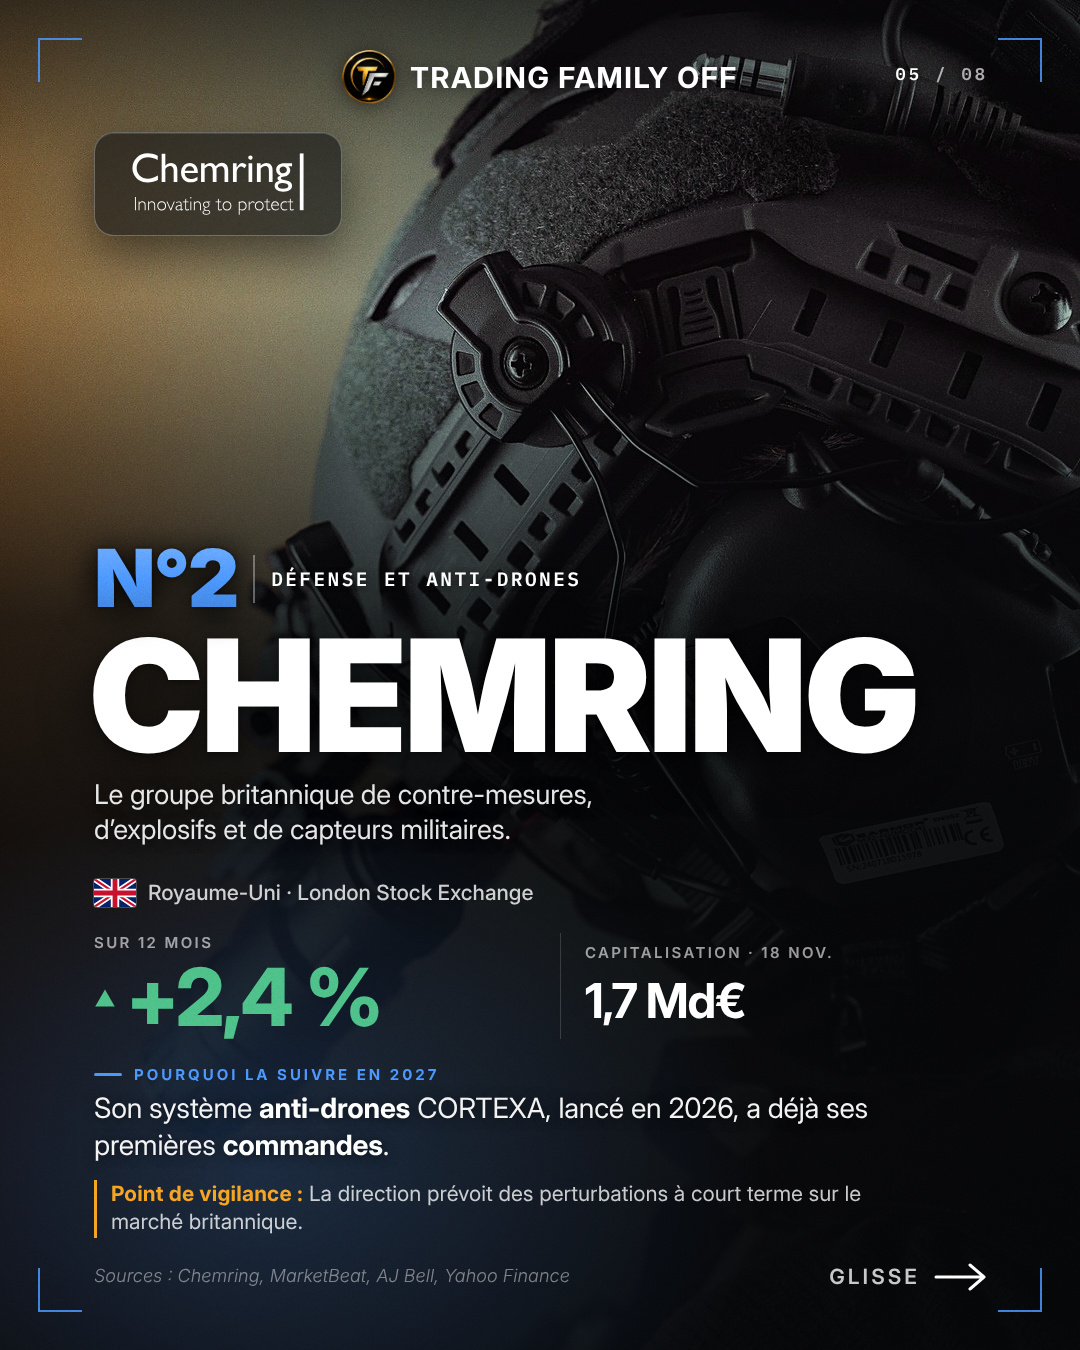 TRADING FAMILY OFF
05 / 08
Chemring
Innovating to protect
N°2
DÉFENSE ET ANTI-DRONES
CHEMRING
Le groupe britannique de contre-mesures,
d’explosifs et de capteurs militaires.
Royaume-Uni · London Stock Exchange
SUR 12 MOIS
+2,4 %
CAPITALISATION · 18 NOV.
1,7 Md€
POURQUOI LA SUIVRE EN 2027
Son système anti-drones CORTEXA, lancé en 2026, a déjà ses
premières commandes.
Point de vigilance : La direction prévoit des perturbations à court terme sur le
marché britannique.
Sources : Chemring, MarketBeat, AJ Bell, Yahoo Finance
GLISSE